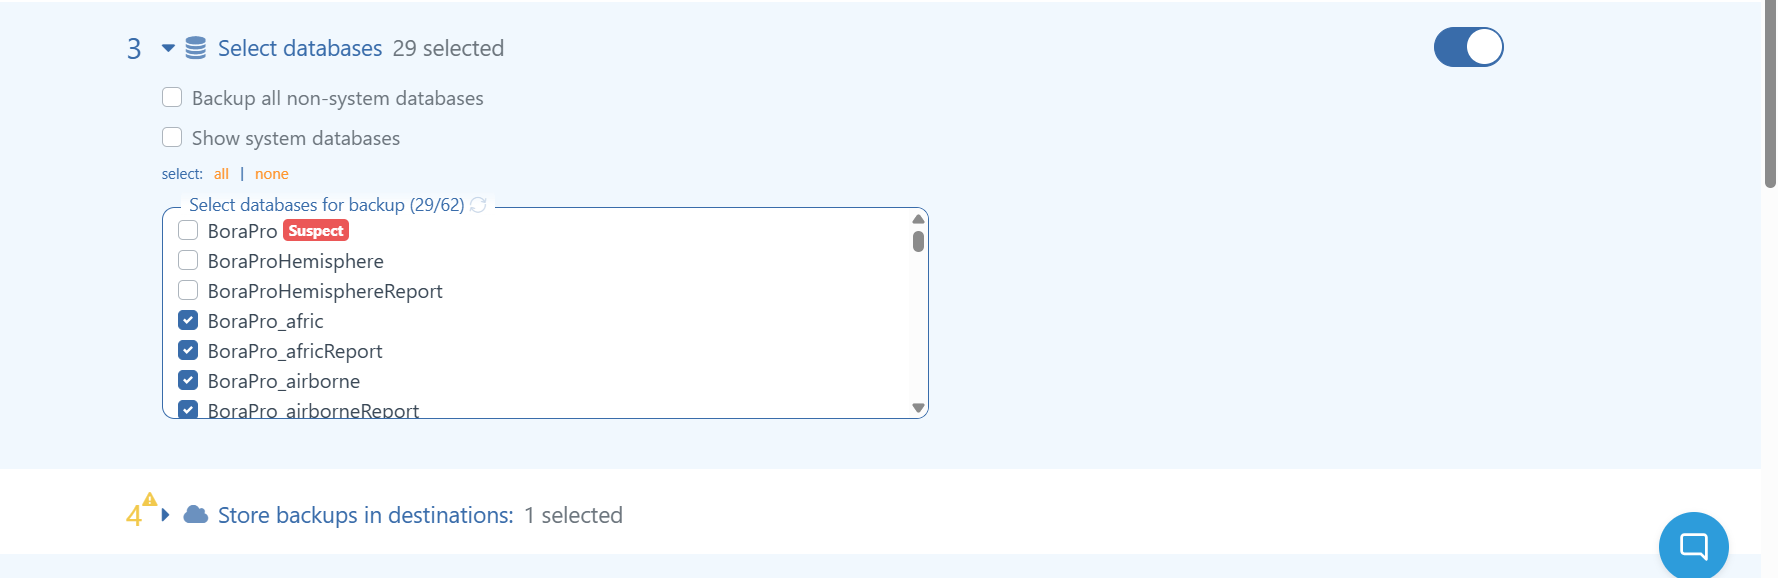 3 Select databases 29 selected
Backup all non-system databases
Show system databases
select: all | none
Select databases for backup (29/62)
BoraPro Suspect
BoraProHemisphere
BoraProHemisphereReport
BoraPro_afric
BoraPro_africReport
BoraPro_airborne
BoraPro_airborneReport
4 Store backups in destinations: 1 selected